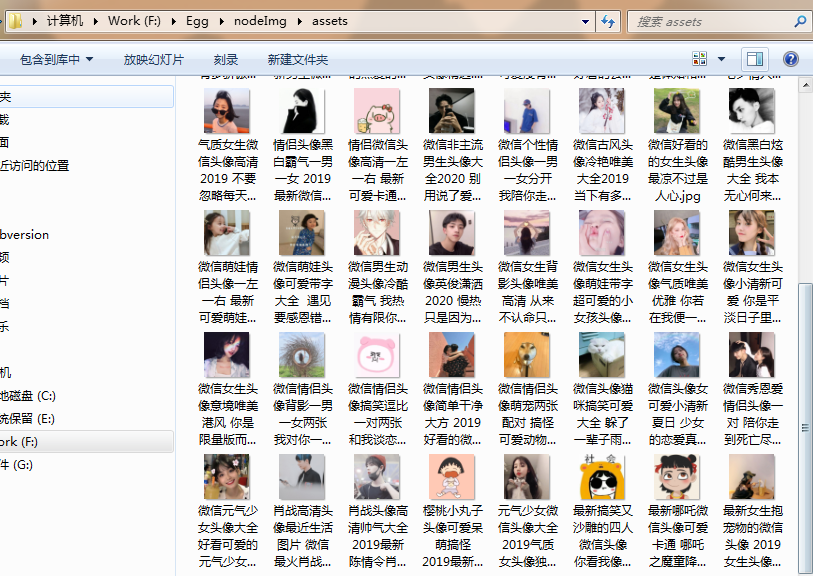 计算机
Work (F:)
Egg
nodeImg
assets
搜索 assets
包含到库中
放映幻灯片
刻录
新建文件夹
夹
载
面
近访问的位置
bversion
频
片
档
乐
机
地磁盘 (C:)
统保留 (E:)
ork (F:)
件 (G:)
气质女生微
信头像高清
2019 不要
忽略每天...
情侣头像黑
白霸气一男
一女 2019
最新微信...
情侣微信头
像高清一左
一右 最新
可爱卡通...
微信非主流
男生头像大
全2020 别
用说了爱...
微信个性情
侣头像一男
一女分开
我陪你走...
微信古风头
像冷艳唯美
大全2019
当下有多...
微信好看的
的女生头像
最凉不过是
人心.jpg
微信黑白炫
酷男生头像
大全 我本
无心何来...
微信萌娃情
侣头像一左
一右 最新
可爱萌娃...
微信萌娃头
像可爱带字
大全 遇见
要感恩错...
微信男生动
漫头像冷酷
霸气 我热
情有限你...
微信男生头
像英俊潇洒
2020 慢热
只是因为...
微信女生背
影头像唯美
高清 从来
不认命只...
微信女生头
像萌娃带字
超可爱的小
女孩头像...
微信女生头
像气质唯美
优雅 你若
在我便一...
微信女生头
像小清新可
爱 你是平
淡日子里...
微信女生头
像意境唯美
港风 你是
限量版而...
微信情侣头
像背影一男
一女两张
我对你一...
微信情侣头
像搞笑逗比
一对两张
和我谈恋...
微信情侣头
像简单干净
大方 2019
好看的微...
微信情侣头
像萌宠两张
配对 搞怪
可爱动物...
微信头像猫
咪搞笑可爱
大全 躲了
一辈子雨...
微信头像女
可爱小清新
夏日 少女
的恋爱真...
微信秀恩爱
情侣头像一
对 陪你走
到死亡尽...
微信元气少
女头像大全
好看可爱的
元气少女...
肖战高清头
像最近生活
图片 微信
最火肖战...
肖战头像高
清帅气大全
2019最新
陈情令肖...
樱桃小丸子
头像可爱呆
萌搞怪
2019最新...
元气少女微
信头像大全
2019气质
女头像独...
社 会
最新搞笑又
沙雕的四人
微信头像
你看我像...
最新哪吒微
信头像可爱
卡通 哪吒
之魔童降...
最新女生抱
宠物的微信
头像 2019
女生头像...